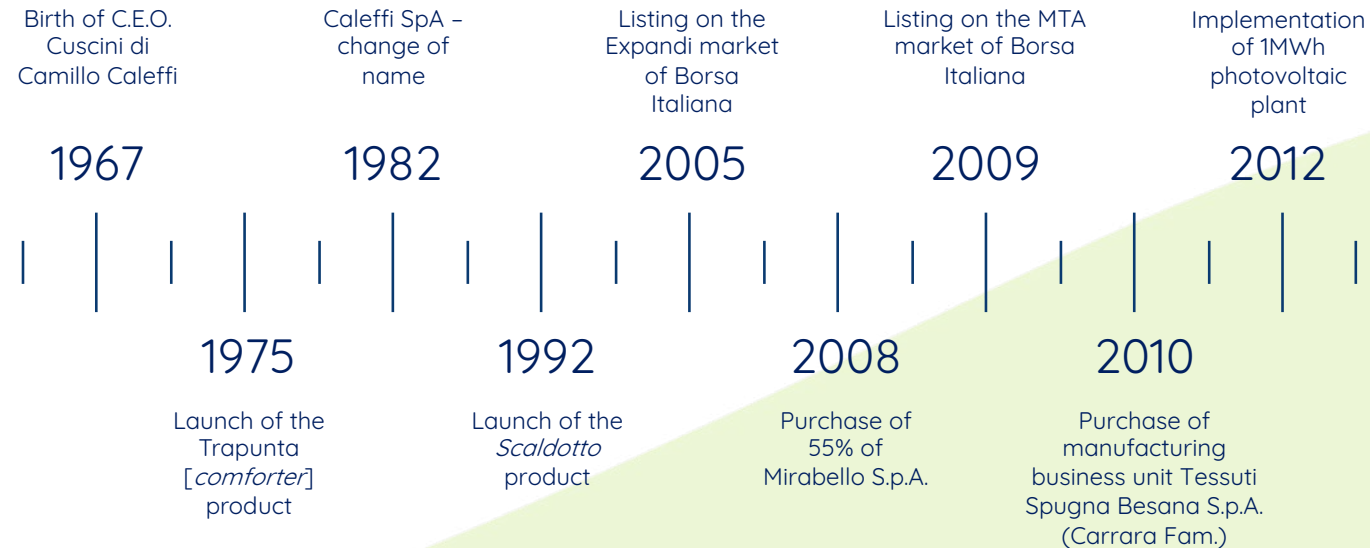 Birth of C.E.O.
Cuscini di
Camillo Caleffi
1967
Caleffi SpA –
change of
name
1982
Listing on the
Expandi market
of Borsa
Italiana
2005
Listing on the MTA
market of Borsa
Italiana
2009
Implementation
of 1MWh
photovoltaic
plant
2012
1975
Launch of the
Trapunta
[comforter]
product
1992
Launch of the
Scaldotto
product
2008
Purchase of
55% of
Mirabello S.p.A.
2010
Purchase of
manufacturing
business unit Tessuti
Spugna Besana S.p.A.
(Carrara Fam.)